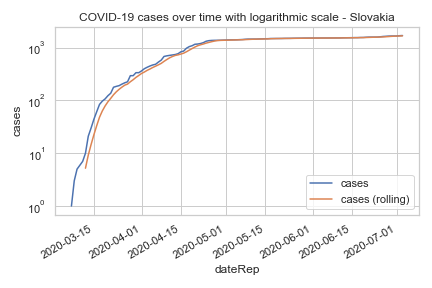 COVID-19 cases over time with logarithmic scale - Slovakia
10³
10²
10¹
10⁰
cases
cases
cases (rolling)
2020-03-15
2020-04-01
2020-04-15
2020-05-01
2020-05-15
2020-06-01
2020-06-15
2020-07-01
dateRep